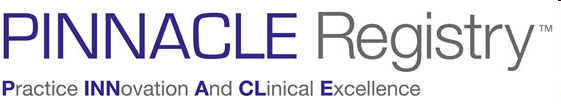 PINNACLE Registry™
Practice INNovation And CLinical Excellence